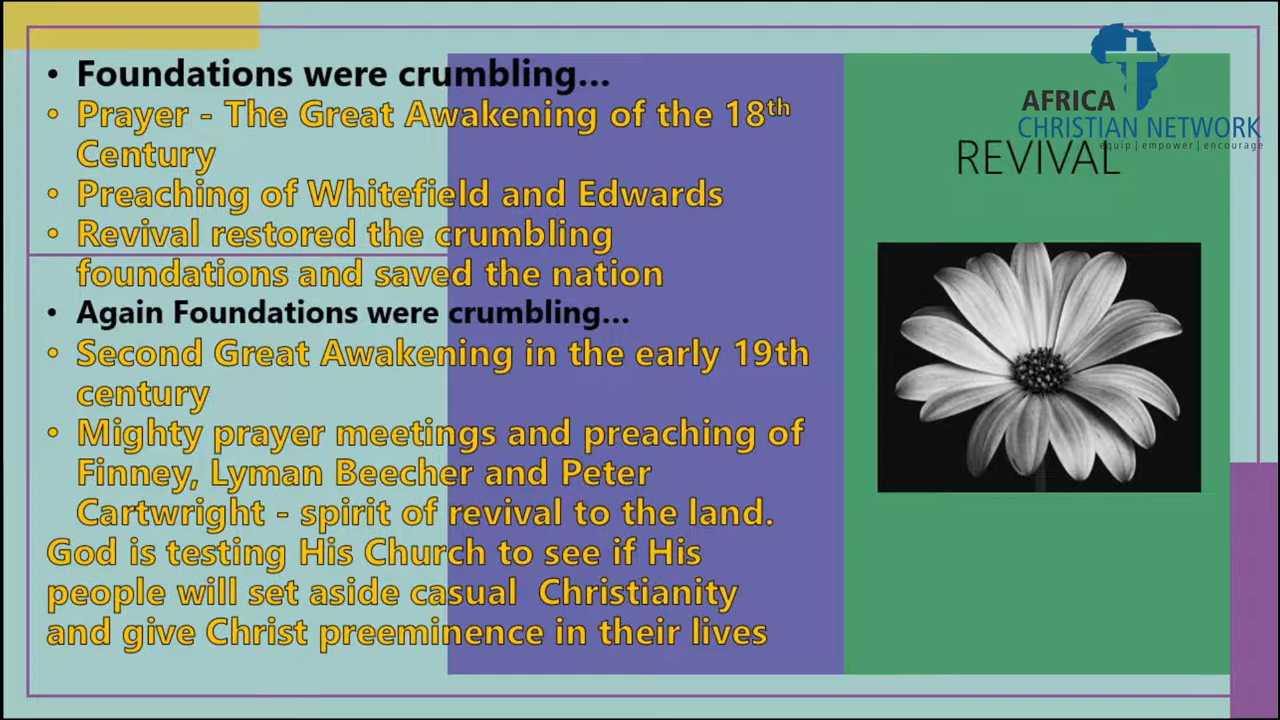 • Foundations were crumbling...
• Prayer - The Great Awakening of the 18th
Century
• Preaching of Whitefield and Edwards
• Revival restored the crumbling
foundations and saved the nation
• Again Foundations were crumbling...
• Second Great Awakening in the early 19th
century
• Mighty prayer meetings and preaching of
Finney, Lyman Beecher and Peter
Cartwright - spirit of revival to the land.
God is testing His Church to see if His
people will set aside casual  Christianity
and give Christ preeminence in their lives
AFRICA
CHRISTIAN NETWORK
equip | empower | encourage
REVIVAL